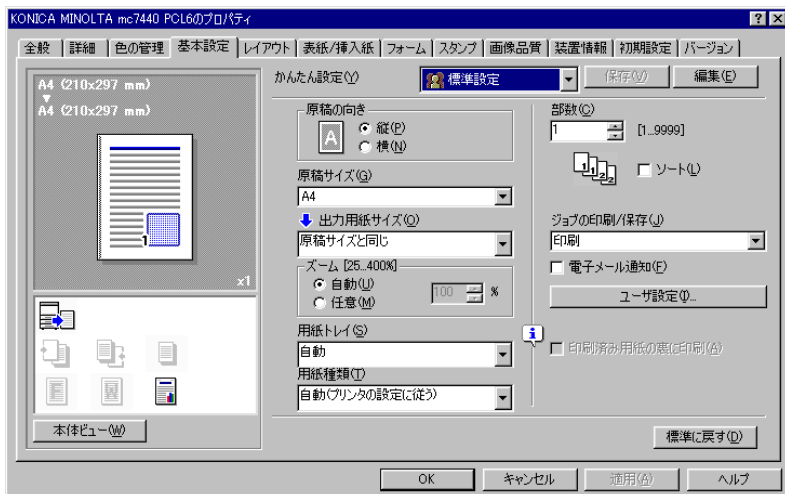 KONICA MINOLTA mc7440 PCL6のプロパティ
全般 詳細 色の管理 基本設定 レイアウト 表紙/挿入紙 フォーム スタンプ 画像品質 装置情報 初期設定 バージョン
A4 (210x297 mm)
A4 (210x297 mm)
1
x1
本体ビュー(W)
かんたん設定(Y) 標準設定 保存(V) 編集(E)
原稿の向き
A 縦(P)
横(N)
原稿サイズ(G)
A4
出力用紙サイズ(O)
原稿サイズと同じ
ズーム [25...400%]
自動(U)
任意(M)
100 %
用紙トレイ(S)
自動
用紙種類(T)
自動(プリンタの設定に従う)
部数(C)
1 [1...9999]
1 1 2 2 ソート(L)
ジョブの印刷/保存(J)
印刷
電子メール通知(F)
ユーザ設定(I)...
印刷済み用紙の裏に印刷(A)
標準に戻す(D)
OK キャンセル 適用(A) ヘルプ